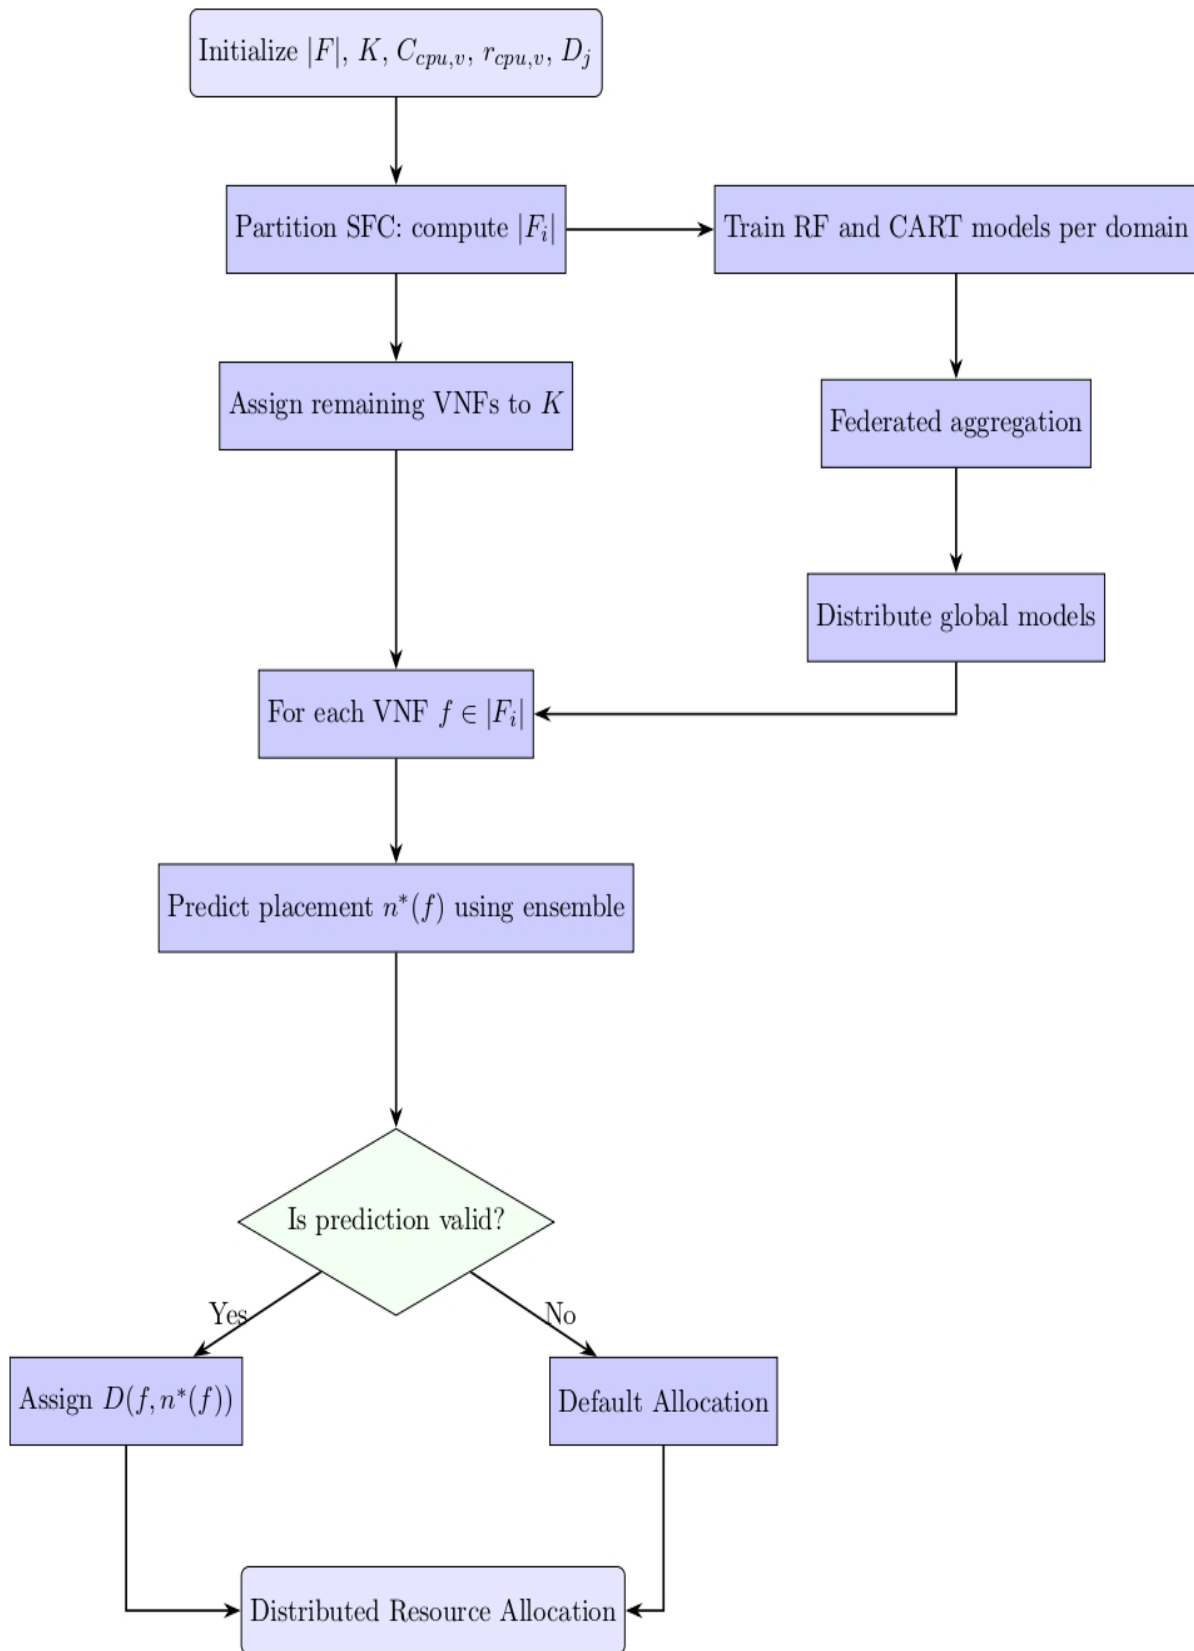 Initialize |F|, K, C_{cpu,v}, r_{cpu,v}, D_j
Partition SFC: compute |F_i|
Train RF and CART models per domain
Assign remaining VNFs to K
Federated aggregation
Distribute global models
For each VNF f ∈ |F_i|
Predict placement n*(f) using ensemble
Is prediction valid?
Yes
No
Assign D(f, n*(f))
Default Allocation
Distributed Resource Allocation